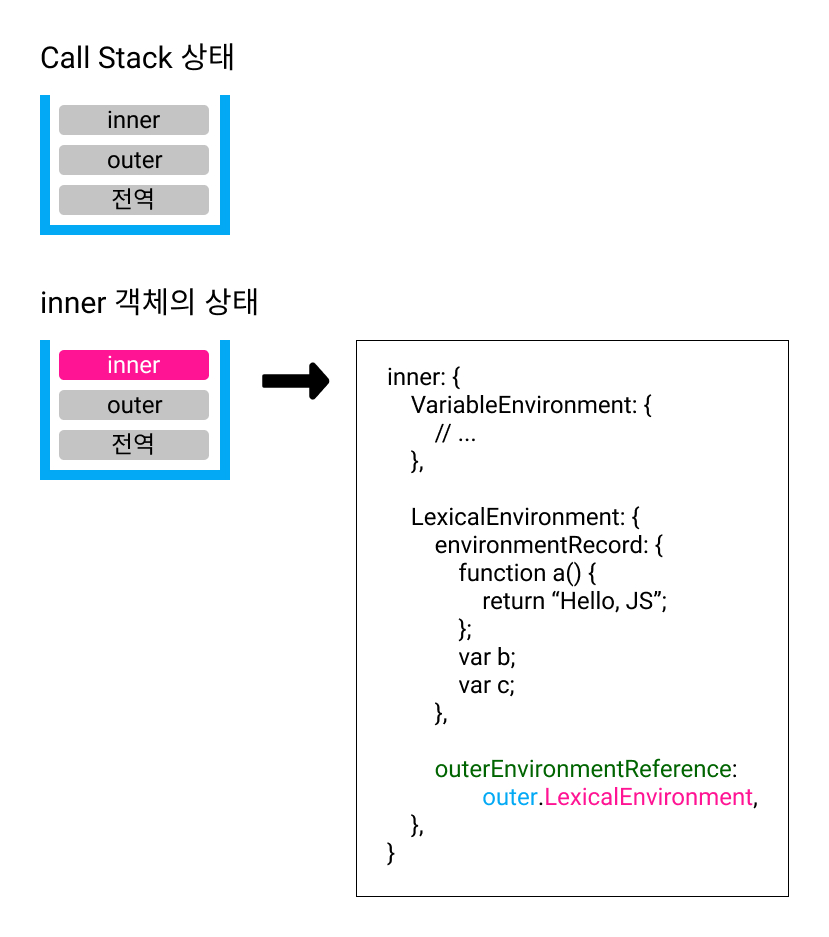 Call Stack 상태
inner
outer
전역
inner 객체의 상태
inner
outer
전역
inner: {
VariableEnvironment: {
// ...
},
LexicalEnvironment: {
environmentRecord: {
function a() {
return “Hello, JS”;
};
var b;
var c;
},
outerEnvironmentReference:
outer.LexicalEnvironment,
},
}